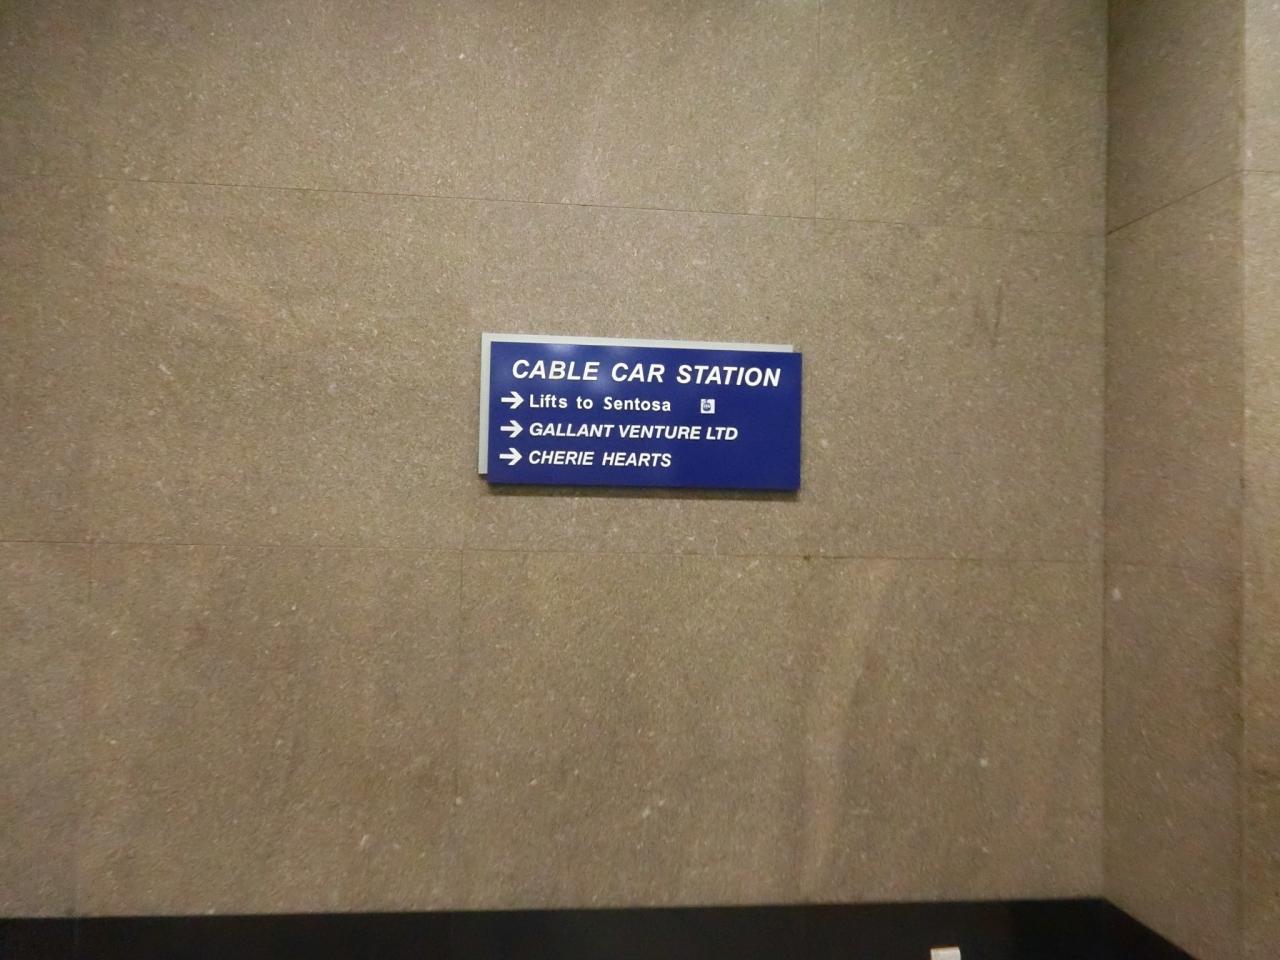 CABLE CAR STATION
Lifts to Sentosa
GALLANT VENTURE LTD
CHERIE HEARTS